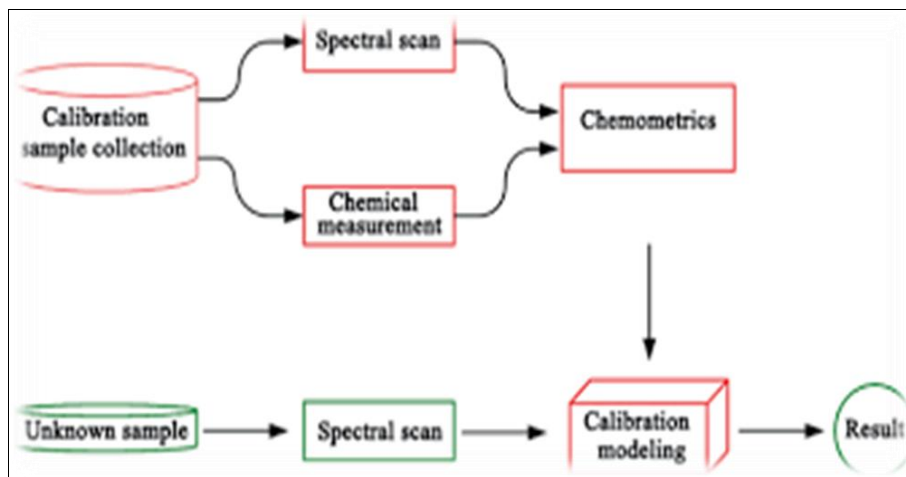 Spectral scan
Calibration
sample collection
Chemometrics
Chemical
measurement
Unknown sample
Spectral scan
Calibration
modeling
Result